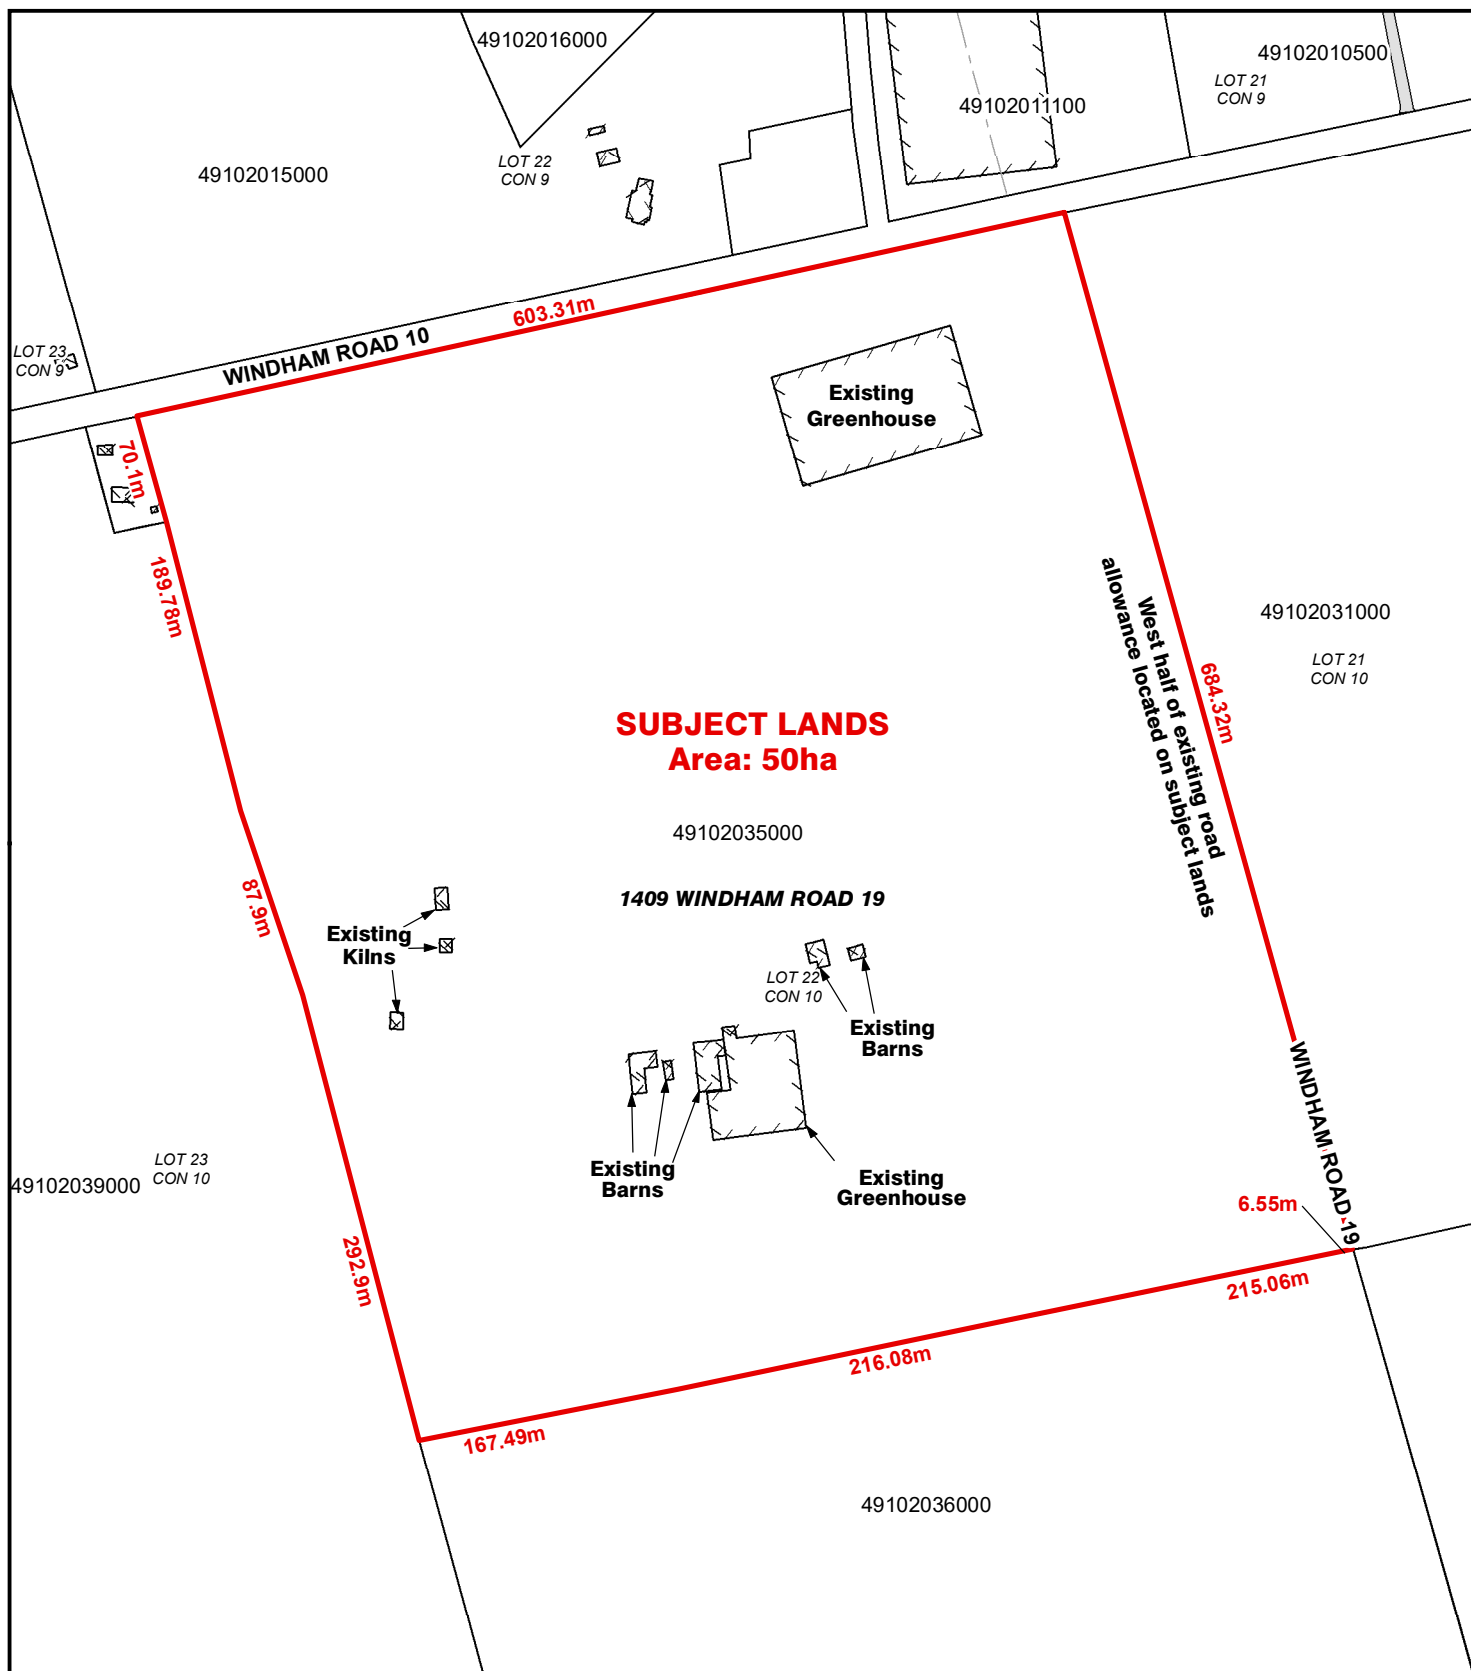 49102016000
49102010500
LOT 21
CON 9
49102011100
LOT 22
CON 9
49102015000
603.31m
WINDHAM ROAD 10
LOT 23
CON 9
Existing
Greenhouse
70.1m
189.78m
West half of existing road
allowance located on subject lands
49102031000
LOT 21
CON 10
684.32m
SUBJECT LANDS
Area: 50ha
49102035000
1409 WINDHAM ROAD 19
87.9m
Existing
Kilns
LOT 22
CON 10
Existing
Barns
WINDHAM ROAD 19
49102039000
LOT 23
CON 10
Existing
Barns
Existing
Greenhouse
6.55m
292.9m
215.06m
216.08m
167.49m
49102036000